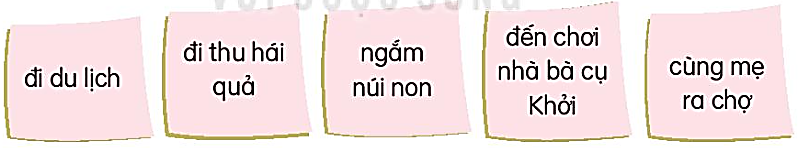 đi du lịch
đi thu hái
quả
ngắm
núi non
đến chơi
nhà bà cụ
Khởi
cùng mẹ
ra chợ